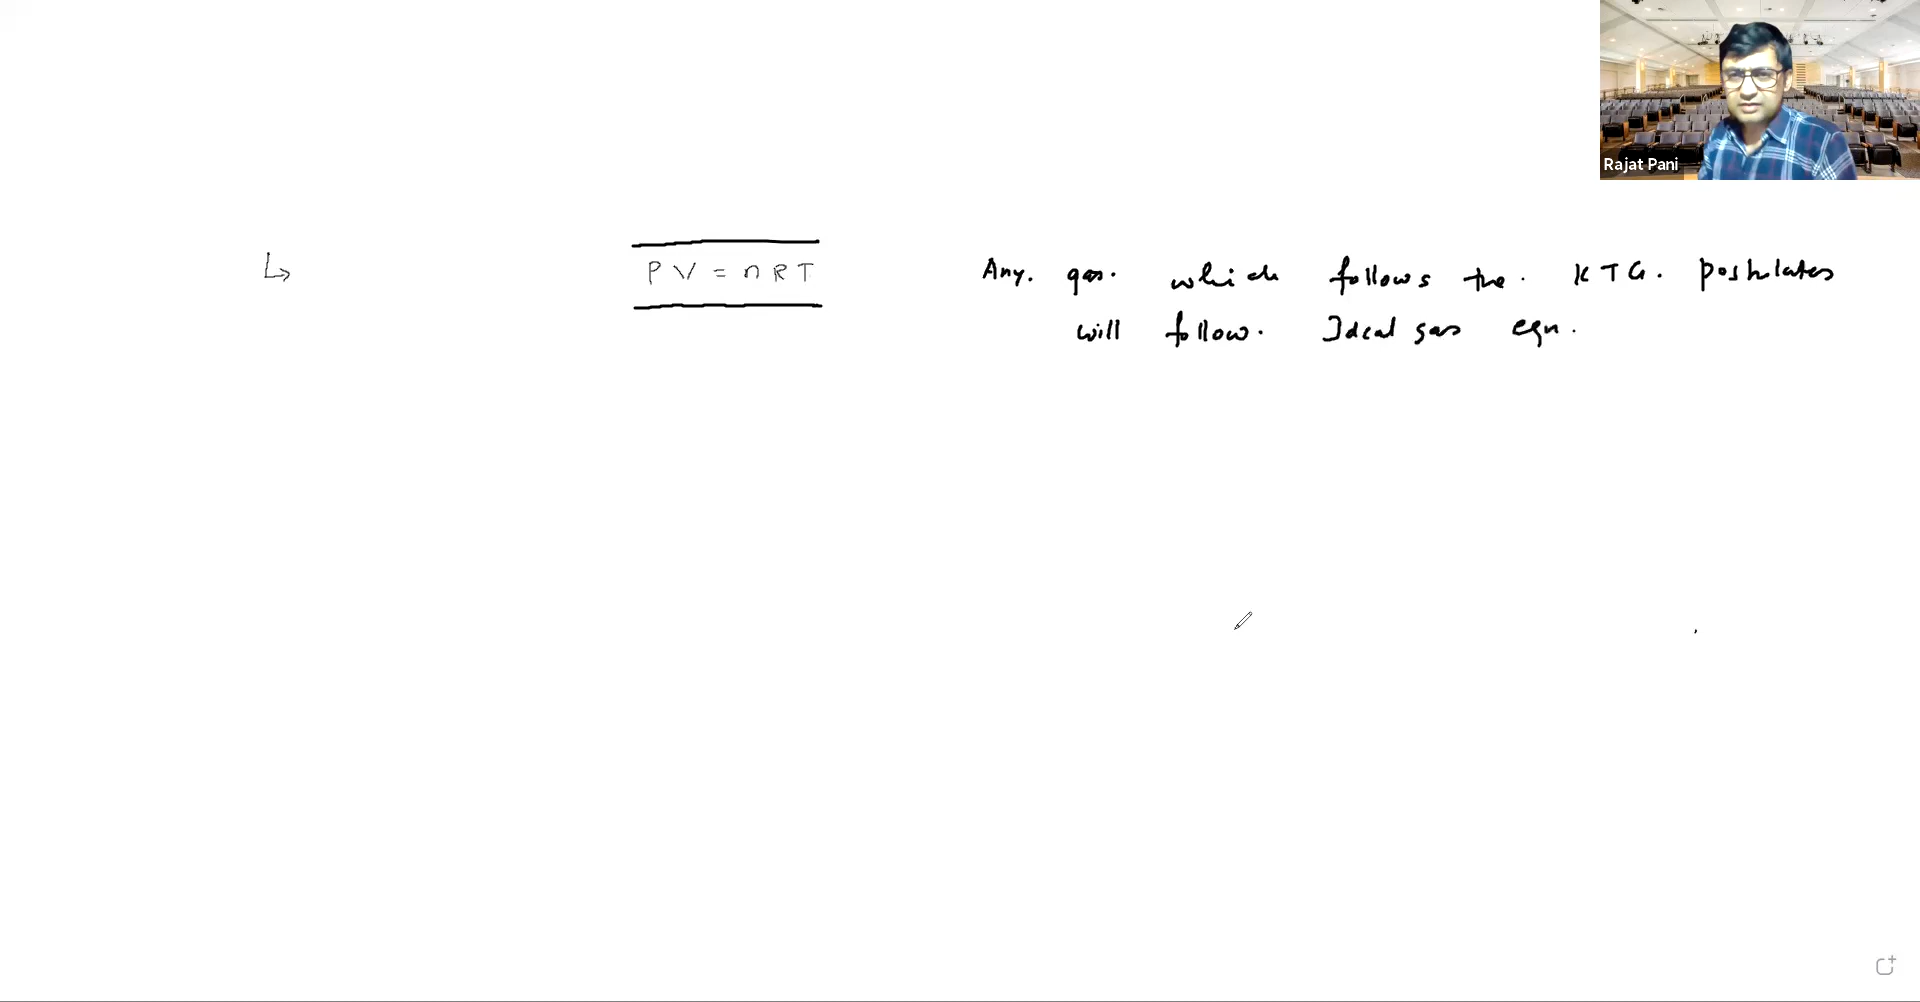 Rajat Pani
PV = nRT
Any. gas. which follows the. KTG. postulates
will follow. Ideal gas eqn.